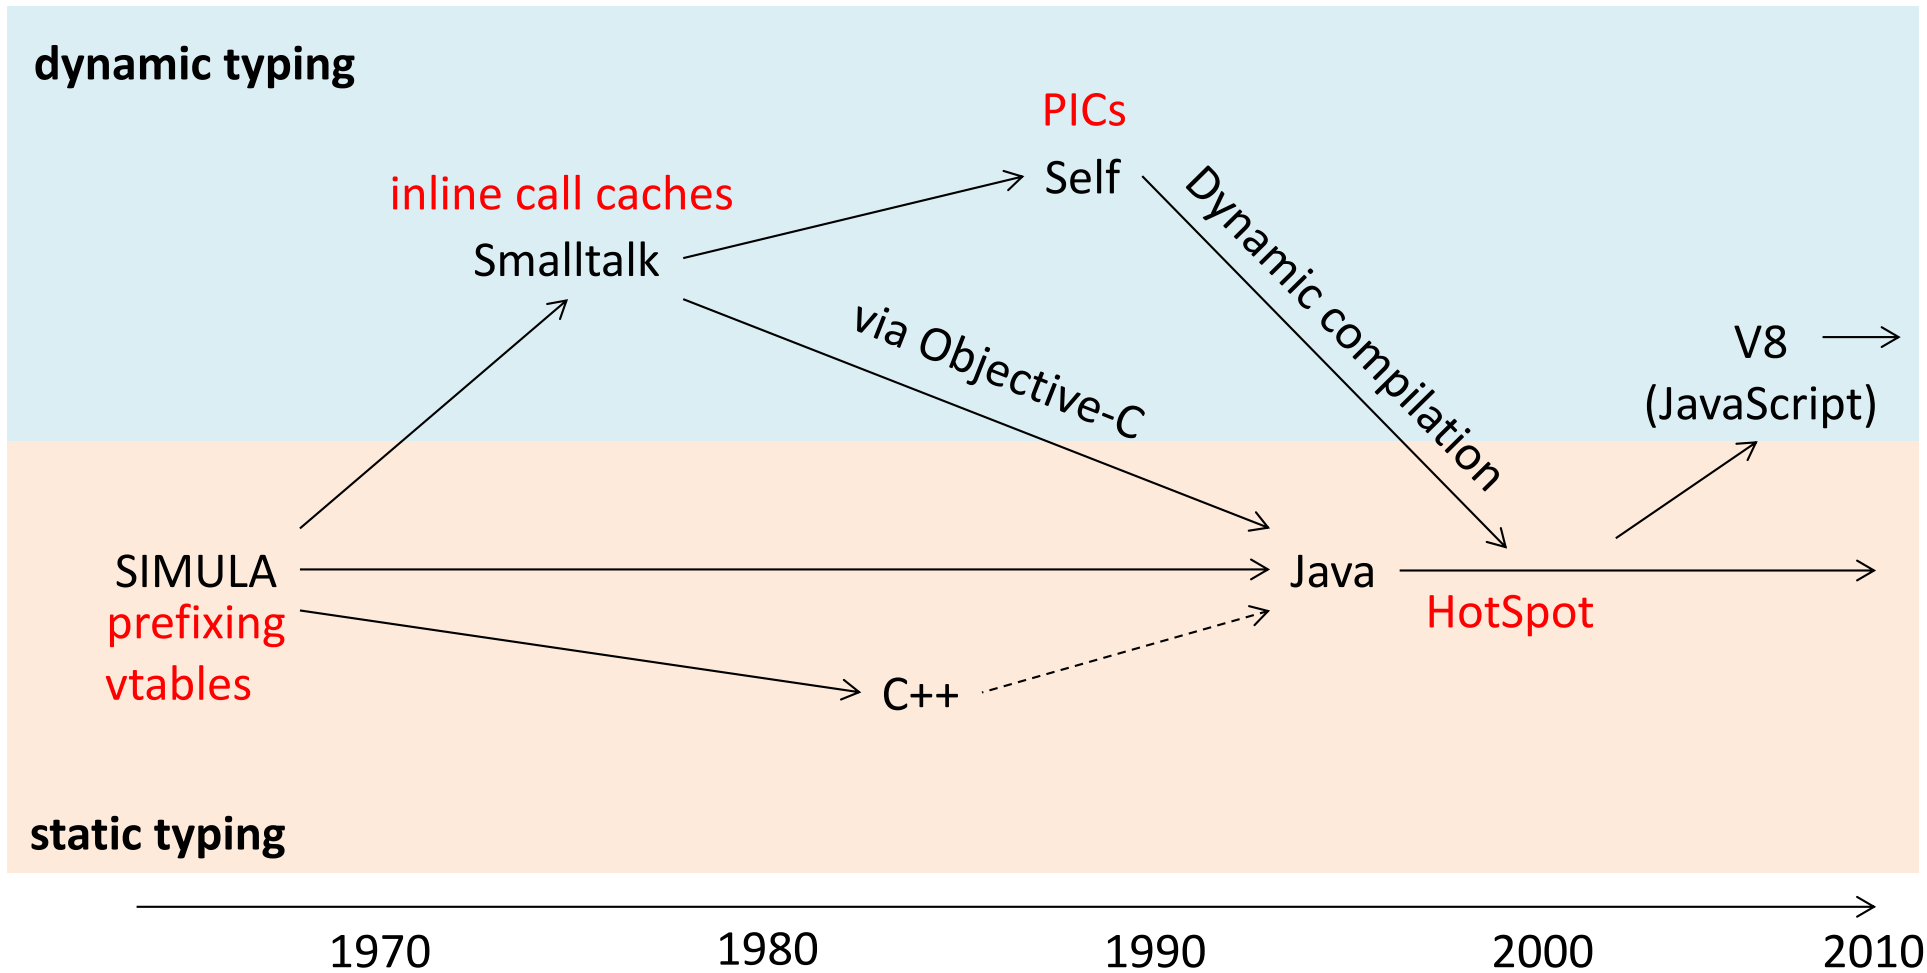 dynamic typing
PICs
Self
inline call caches
Smalltalk
Dynamic compilation
via Objective-C
V8
(JavaScript)
SIMULA
prefixing
vtables
Java
HotSpot
C++
static typing
1970
1980
1990
2000
2010